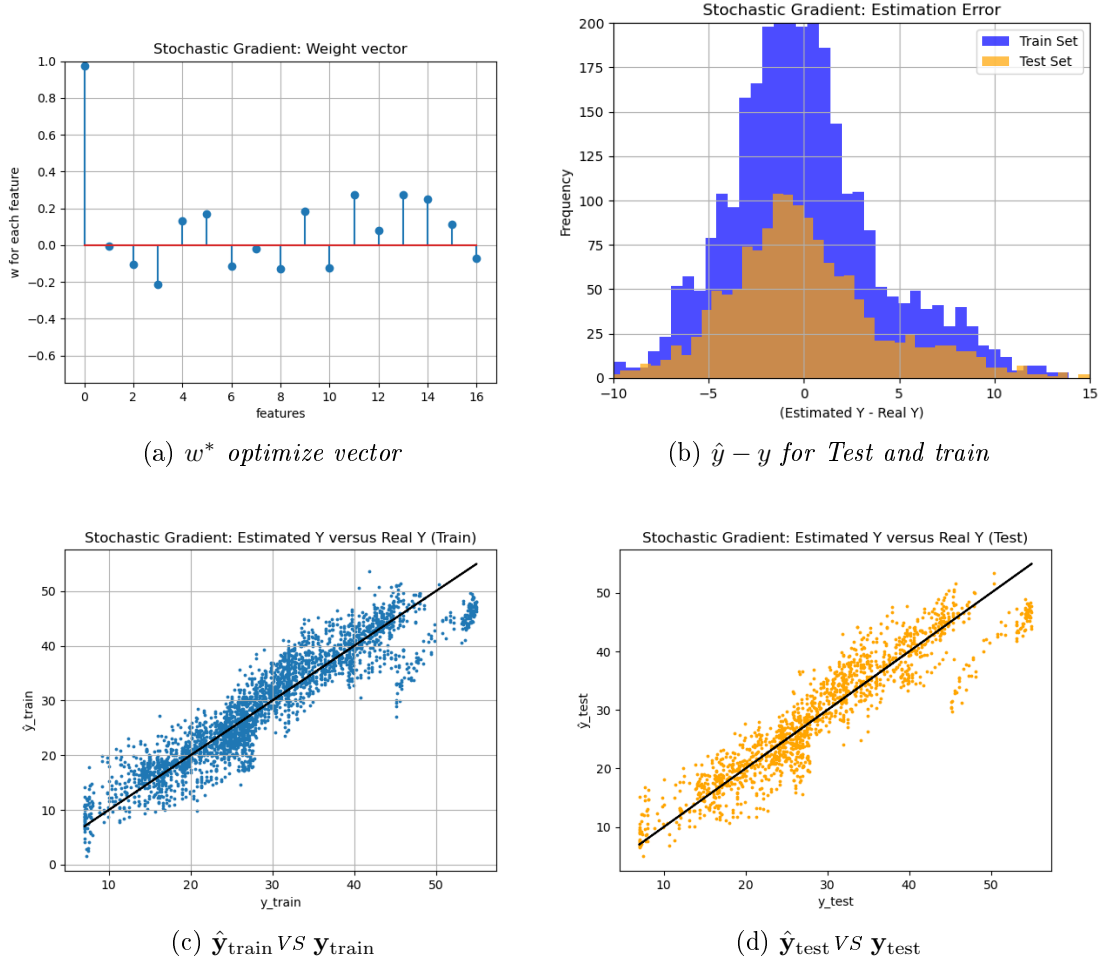 Stochastic Gradient: Weight vector
1.0
0.8
0.6
0.4
0.2
0.0
−0.2
−0.4
−0.6
w for each feature
0 2 4 6 8 10 12 14 16
features
(a) w* optimize vector
Stochastic Gradient: Estimation Error
200
175
150
125
100
75
50
25
0
Frequency
Train Set
Test Set
−10 −5 0 5 10 15
(Estimated Y - Real Y)
(b) ŷ − y for Test and train
Stochastic Gradient: Estimated Y versus Real Y (Train)
50
40
30
20
10
0
ŷ_train
10 20 30 40 50
y_train
(c) ŷtrain VS ytrain
Stochastic Gradient: Estimated Y versus Real Y (Test)
50
40
30
20
10
ŷ_test
10 20 30 40 50
y_test
(d) ŷtest VS ytest